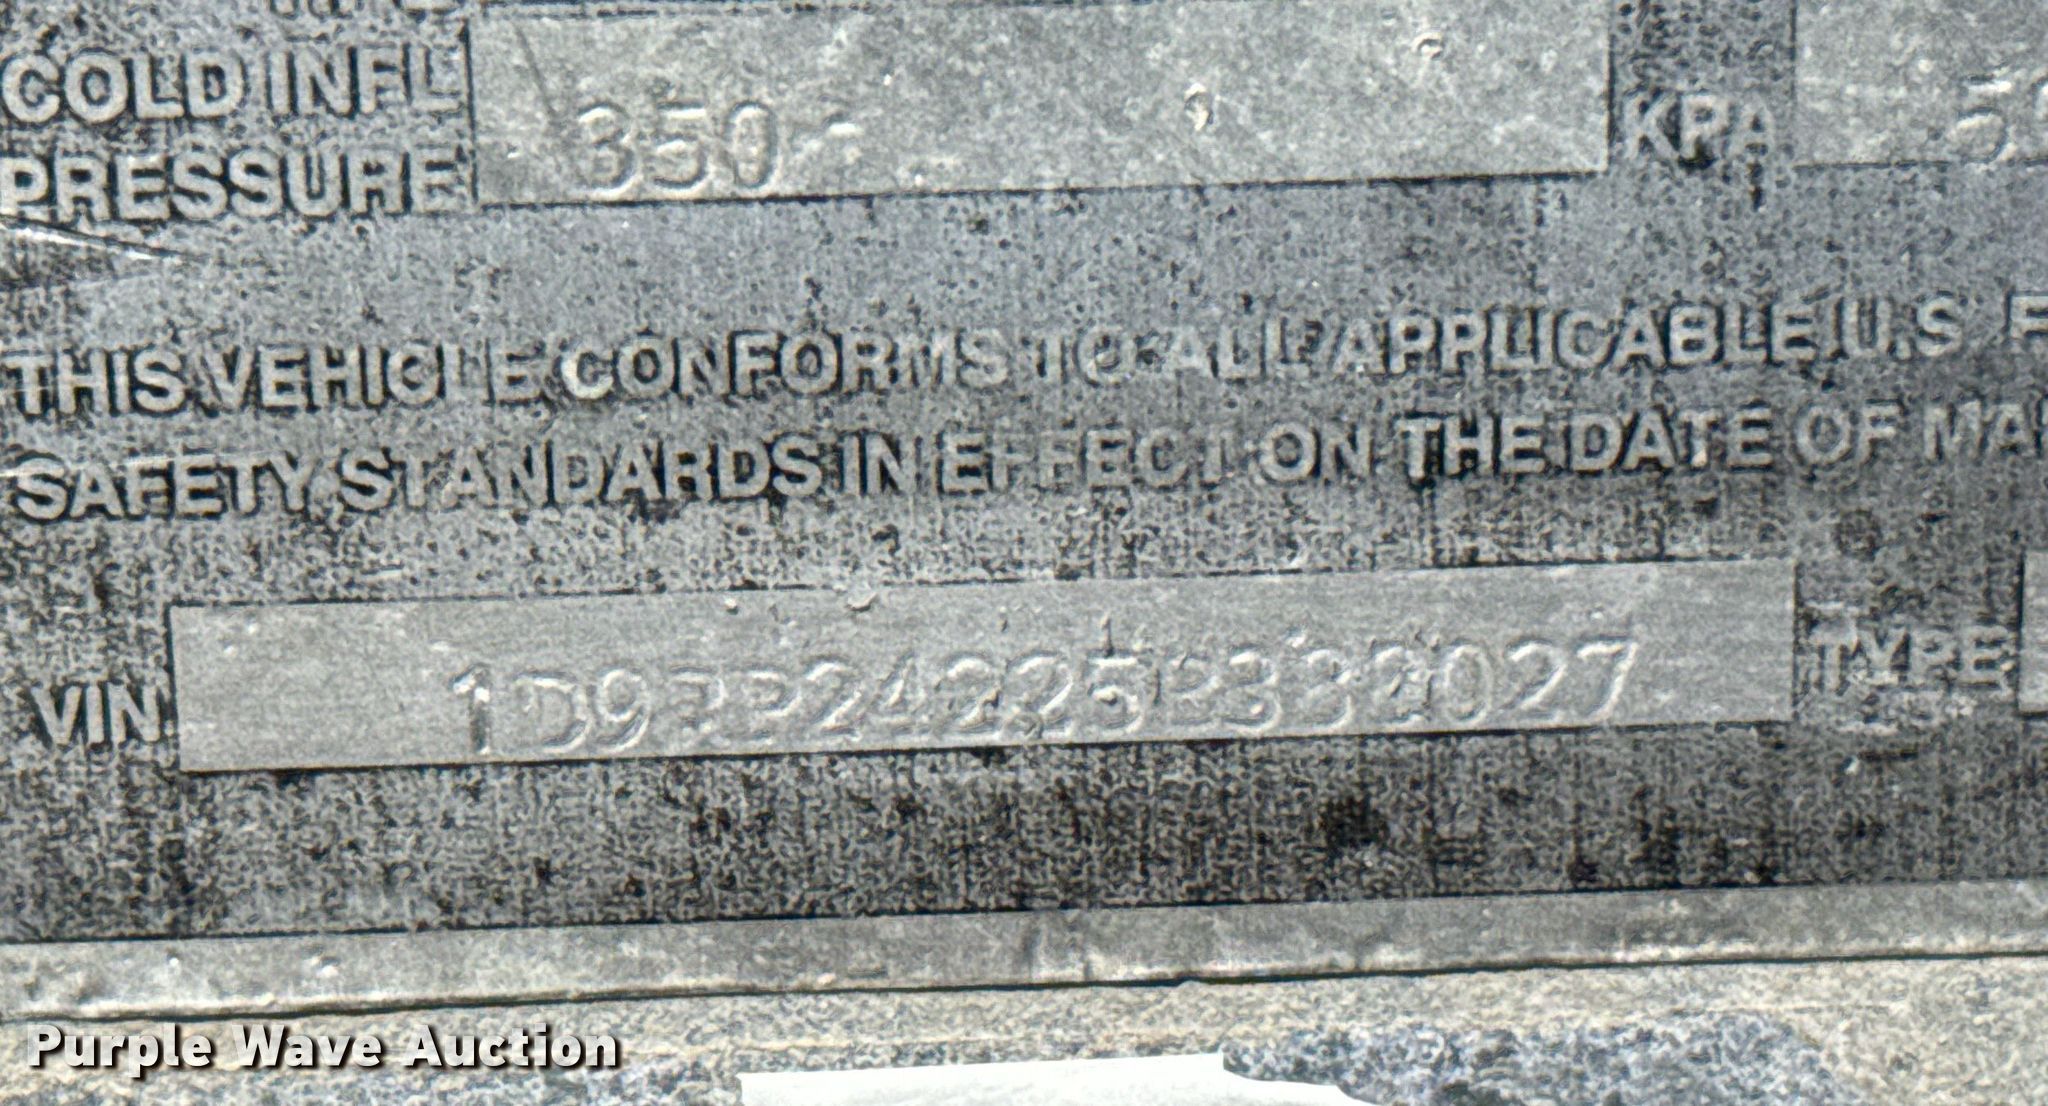 COLD INFL
PRESSURE 350 KPA
THIS VEHICLE CONFORMS TO ALL APPLICABLE U.S
SAFETY STANDARDS IN EFFECT ON THE DATE OF
VIN TYPE
Purple Wave Auction